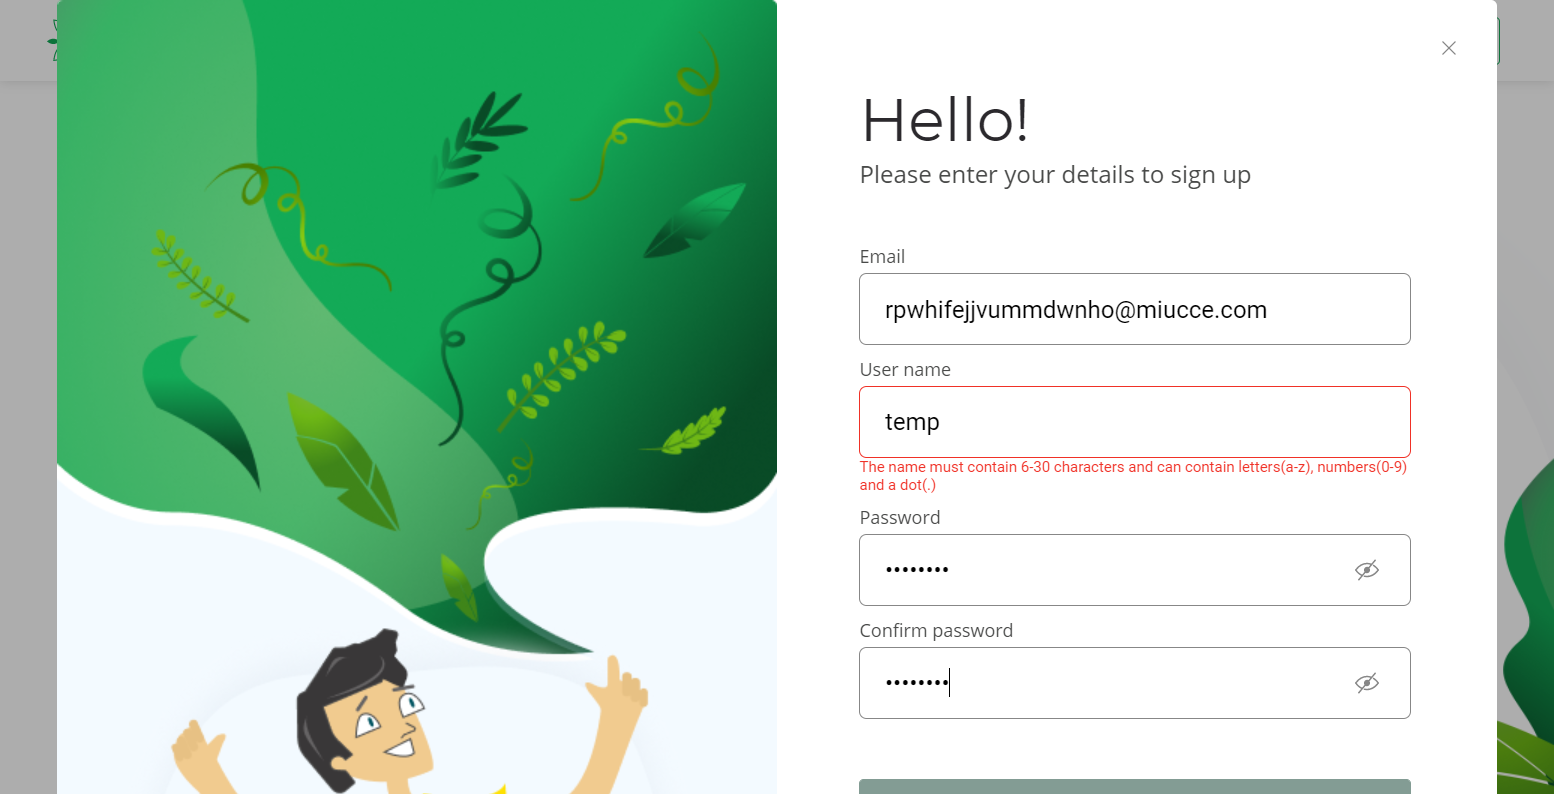 Hello!
Please enter your details to sign up
Email
rpwhifejjvummdwnho@miucce.com
User name
temp
The name must contain 6-30 characters and can contain letters(a-z), numbers(0-9)
and a dot(.)
Password
••••••••
Confirm password
••••••••